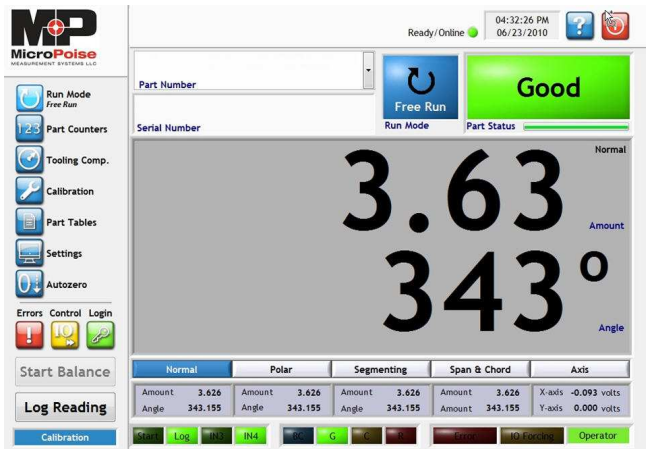 MP
MicroPoise
MEASUREMENT SYSTEMS LLC
Ready/Online
04:32:26 PM
06/23/2010
?
Part Number
Serial Number
Free Run
Run Mode
Good
Part Status
Run Mode
Free Run
123 Part Counters
Tooling Comp.
Calibration
Part Tables
Settings
Autozero
Errors Control Login
! IO
Start Balance
Log Reading
Calibration
Normal
3.63
Amount
343°
Angle
Normal Polar Segmenting Span & Chord Axis
Amount 3.626 Amount 3.626 Amount 3.626 Amount 3.626 X-axis -0.093 volts
Angle 343.155 Angle 343.155 Angle 343.155 Amount 343.155 Y-axis 0.000 volts
Start Log IN3 IN4 BC G C R Error IO Forcing Operator